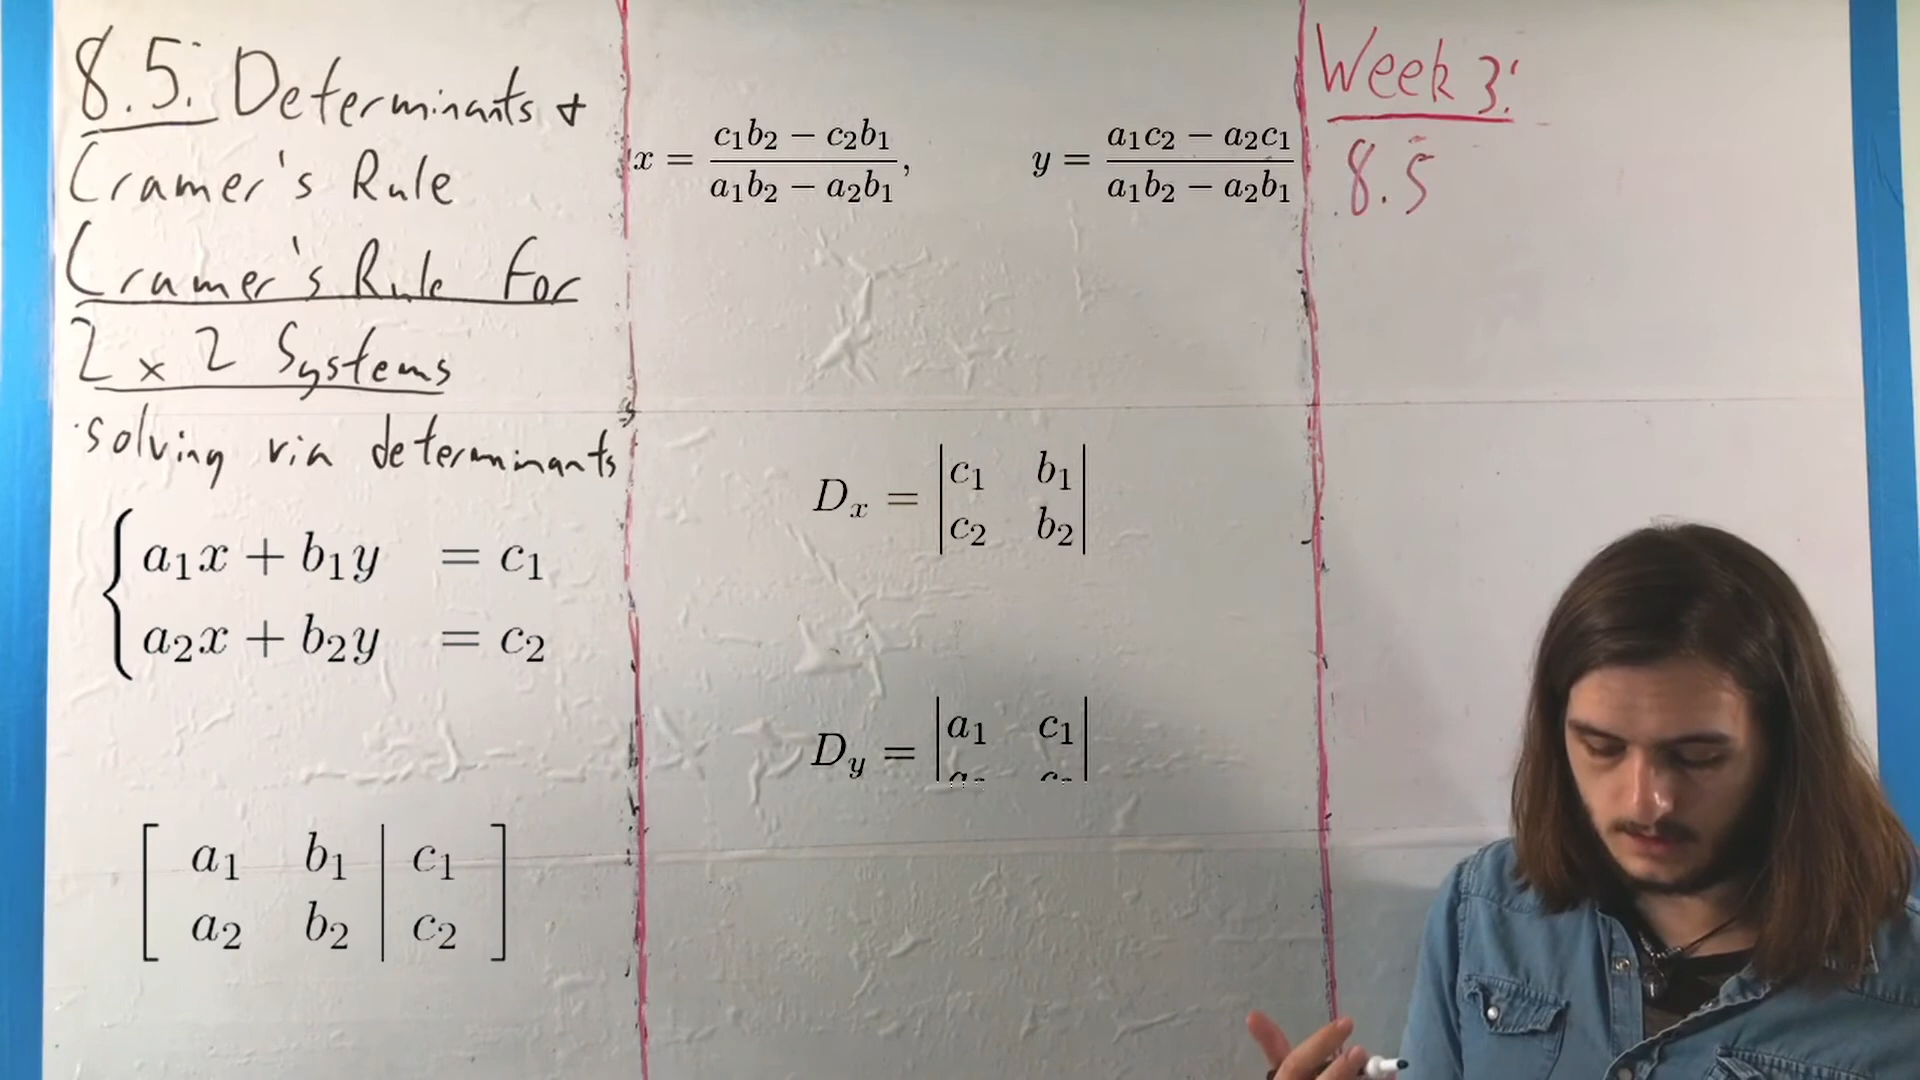 8.5: Determinants &
Cramer's Rule
Cramer's Rule For
2 x 2 Systems
solving via determinants
a₁x + b₁y = c₁
a₂x + b₂y = c₂
a₁ b₁ | c₁
a₂ b₂ | c₂
x = (c₁b₂ − c₂b₁)/(a₁b₂ − a₂b₁), y = (a₁c₂ − a₂c₁)/(a₁b₂ − a₂b₁)
Dₓ = |c₁ b₁|
|c₂ b₂|
D_y = |a₁ c₁|
Week 3:
8.5